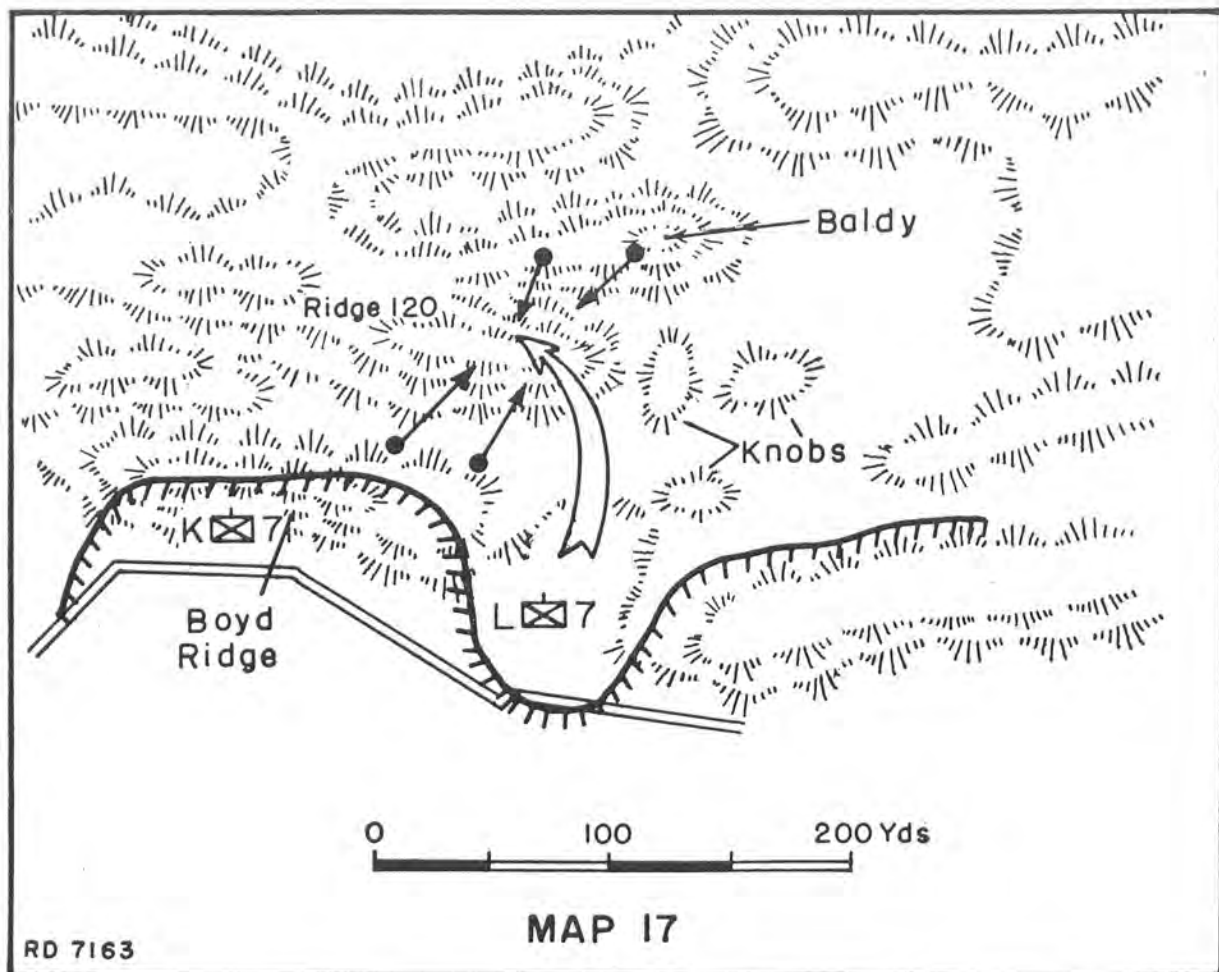 Baldy
Ridge 120
Knobs
K 7
Boyd
Ridge
L 7
0 100 200 Yds
MAP 17
RD 7163